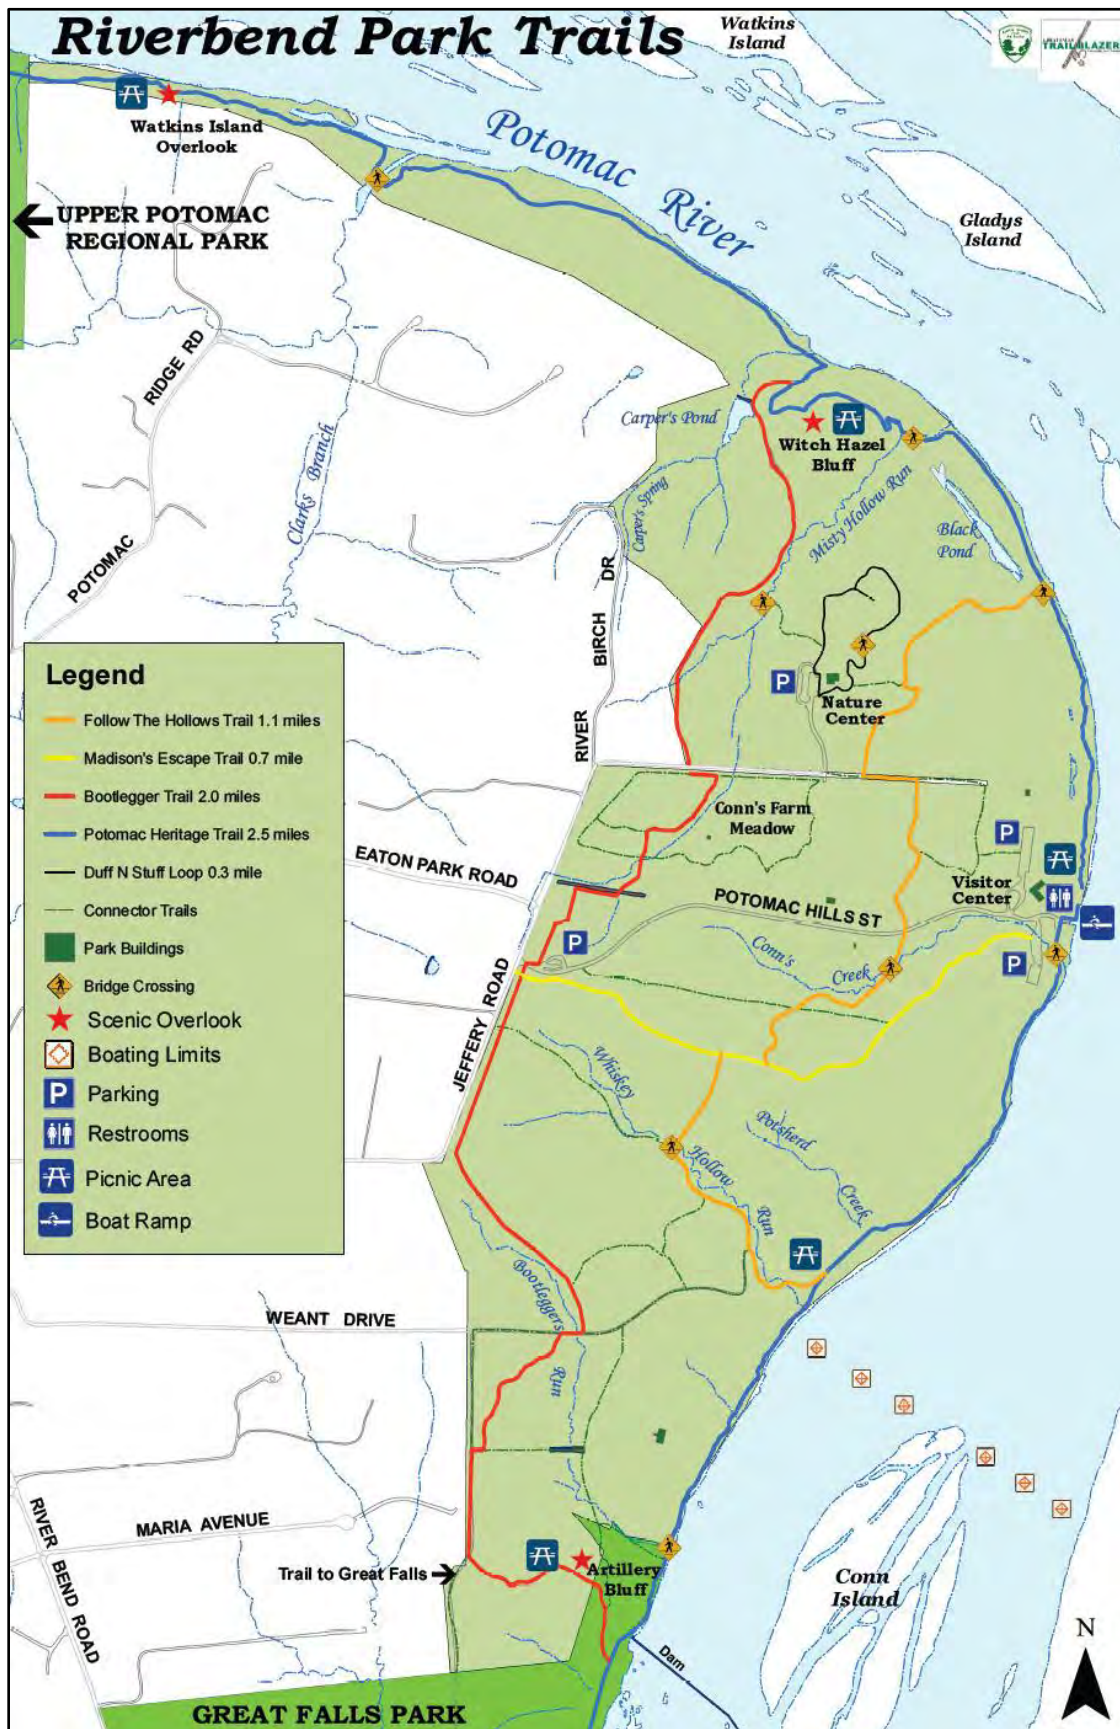 Riverbend Park Trails
Watkins
Island
TRAIL BLAZER
Watkins Island
Overlook
Potomac River
UPPER POTOMAC
REGIONAL PARK
Gladys
Island
RIDGE RD
POTOMAC
Clarks Branch
Carper's Pond
Carper's Spring
Witch Hazel
Bluff
Misty Hollow Run
Black
Pond
RIVER BIRCH DR
Nature
Center
P
Legend
Follow The Hollows Trail 1.1 miles
Madison's Escape Trail 0.7 mile
Bootlegger Trail 2.0 miles
Potomac Heritage Trail 2.5 miles
Duff N Stuff Loop 0.3 mile
Connector Trails
Park Buildings
Bridge Crossing
Scenic Overlook
Boating Limits
P Parking
Restrooms
Picnic Area
Boat Ramp
Conn's Farm
Meadow
P
EATON PARK ROAD
Visitor
Center
POTOMAC HILLS ST
P
Conn's
Creek
P
JEFFERY ROAD
Whiskey
Hollow
Run
Potsherd
Creek
Bootleggers
Run
WEANT DRIVE
RIVER BEND ROAD
MARIA AVENUE
Trail to Great Falls
Artillery
Bluff
Conn
Island
Dam
N
GREAT FALLS PARK